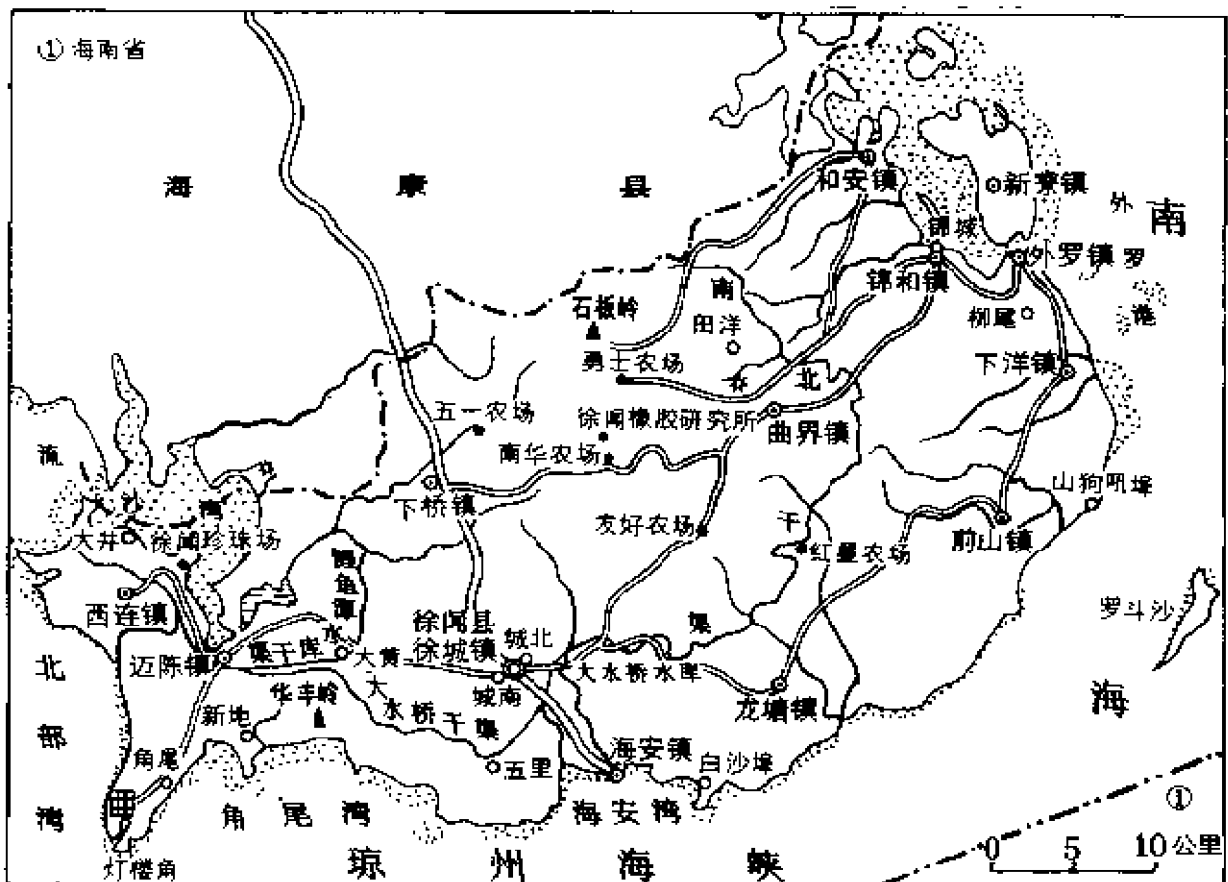 ① 海南省
海康县
和安镇
新寮镇
外罗港
南海
锦城
外罗镇
锦和镇
石板岭
南北干渠
田洋
柳尾
下洋镇
勇士农场
五一农场
徐闻橡胶研究所
曲界镇
南华农场
流沙湾
下桥镇
山狗吼埠
大井
徐闻珍珠场
友好农场
红星农场
前山镇
鲤鱼潭水库干渠
西连镇
罗斗沙
徐闻县
徐城镇
城北
迈陈镇
大黄
大水桥水库
城南
龙塘镇
华丰岭
大水桥干渠
新地
北部湾
角尾
五里
海安镇
白沙埠
角尾湾
海安湾
①
0 5 10 公里
灯楼角
琼州海峡